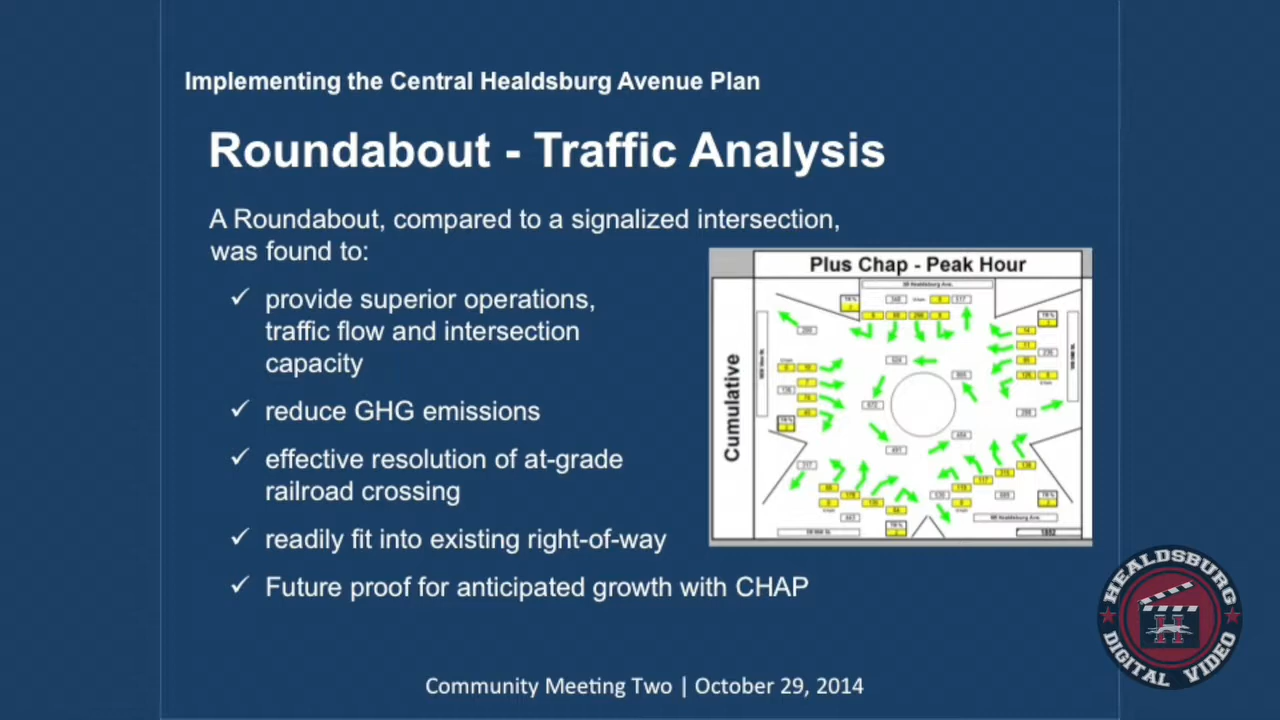 Implementing the Central Healdsburg Avenue Plan
Roundabout - Traffic Analysis
A Roundabout, compared to a signalized intersection,
was found to:
✓ provide superior operations,
traffic flow and intersection
capacity
✓ reduce GHG emissions
✓ effective resolution of at-grade
railroad crossing
✓ readily fit into existing right-of-way
✓ Future proof for anticipated growth with CHAP
Plus Chap - Peak Hour
Cumulative
Community Meeting Two | October 29, 2014
HEALDSBURG
H
DIGITAL VIDEO